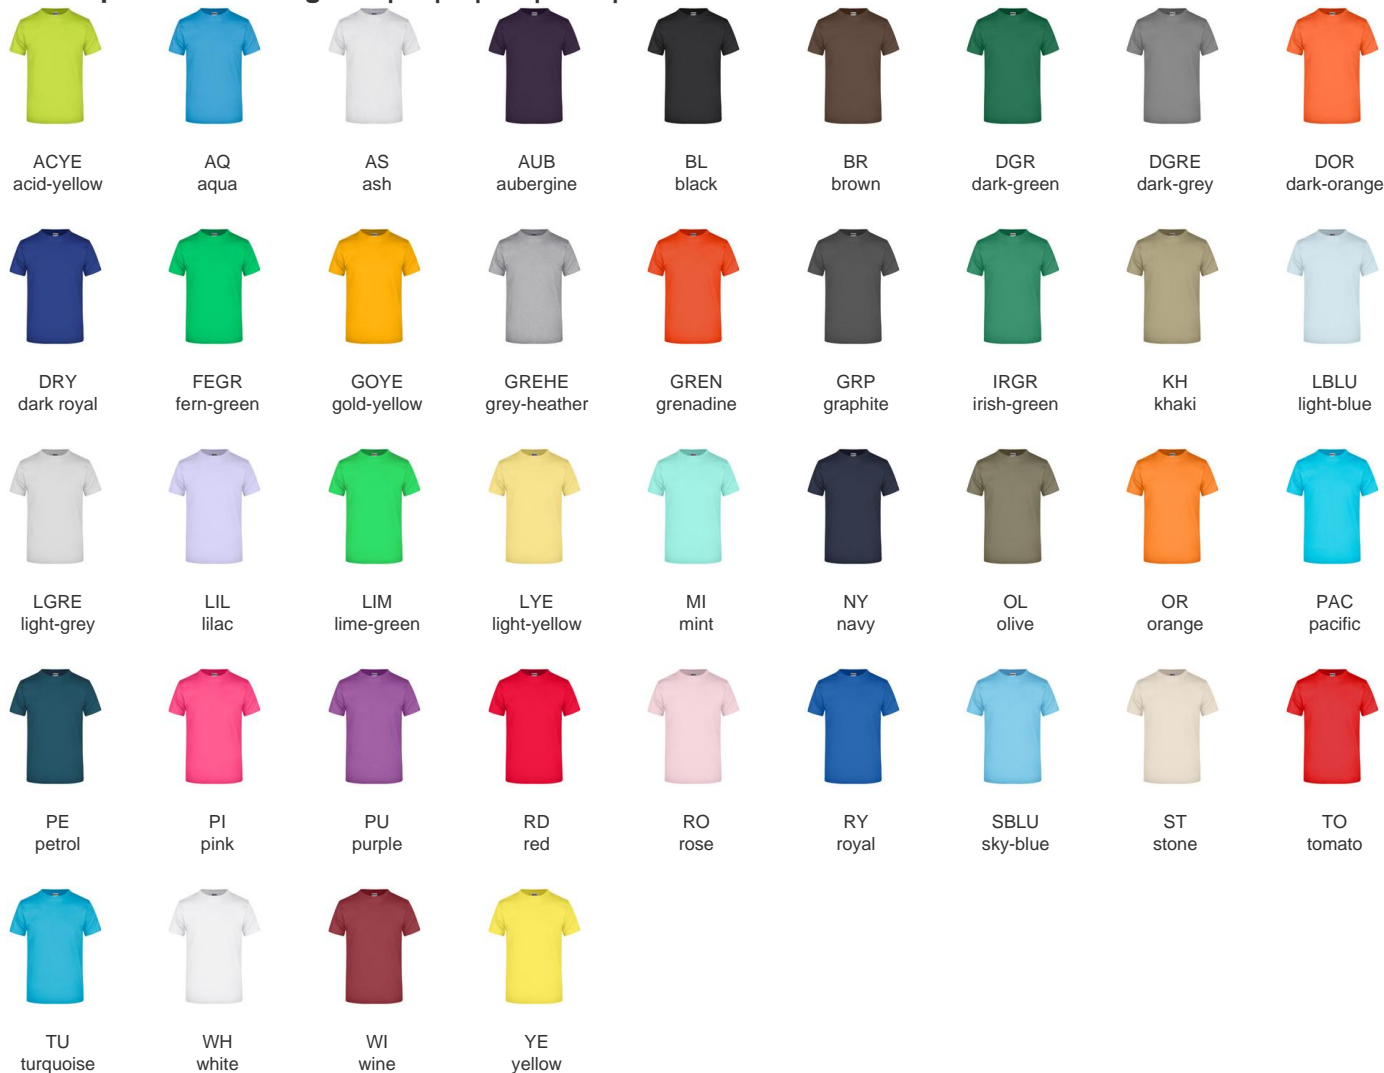 ACYE AQ AS AUB BL BR DGR DGRE DOR
acid-yellow aqua ash aubergine black brown dark-green dark-grey dark-orange
DRY FEGR GOYE GREHE GREN GRP IRGR KH LBLU
dark royal fern-green gold-yellow grey-heather grenadine graphite irish-green khaki light-blue
LGRE LIL LIM LYE MI NY OL OR PAC
light-grey lilac lime-green light-yellow mint navy olive orange pacific
PE PI PU RD RO RY SBLU ST TO
petrol pink purple red rose royal sky-blue stone tomato
TU WH WI YE
turquoise white wine yellow